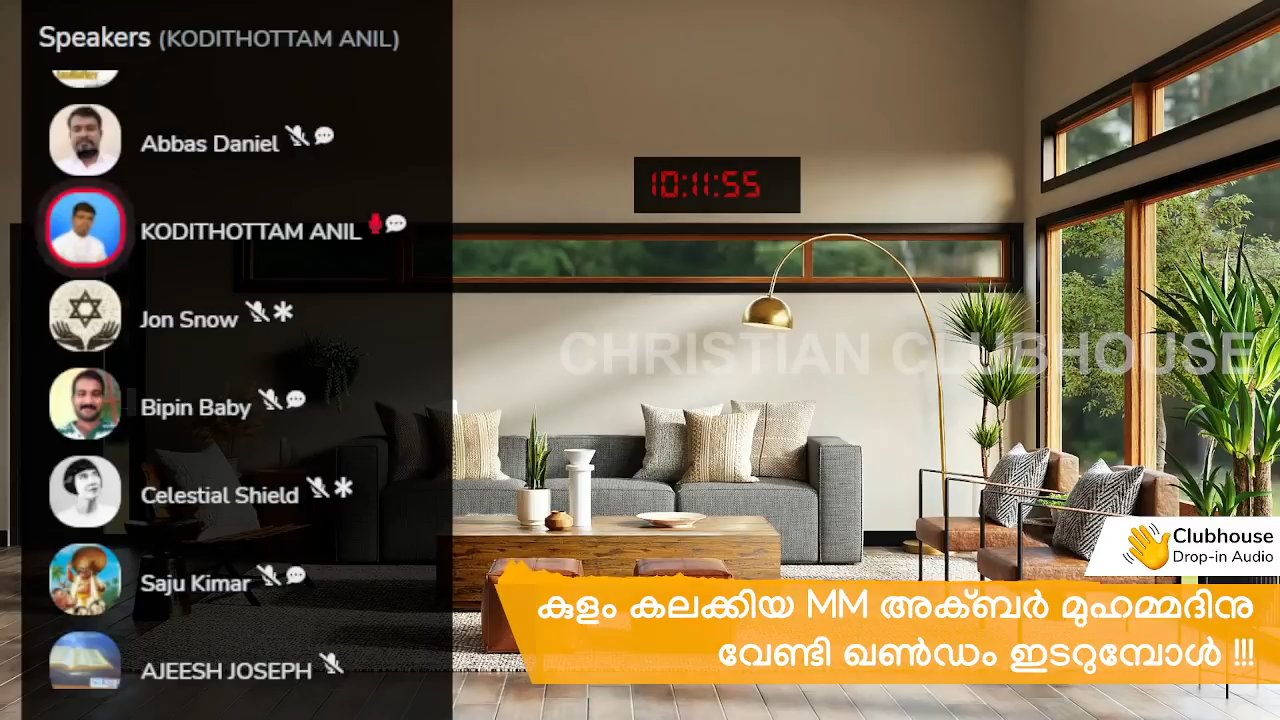 Speakers (KODITHOTTAM ANIL)
Abbas Daniel
KODITHOTTAM ANIL
Jon Snow
Bipin Baby
Celestial Shield
Saju Kimar
AJEESH JOSEPH
10:11:55
CHRISTIAN CLUBHOUSE
Clubhouse
Drop-in Audio
കുളം കലക്കിയ MM അക്ബർ മുഹമ്മദിനു
വേണ്ടി ഖൺഡം ഇടറുമ്പോൾ !!!